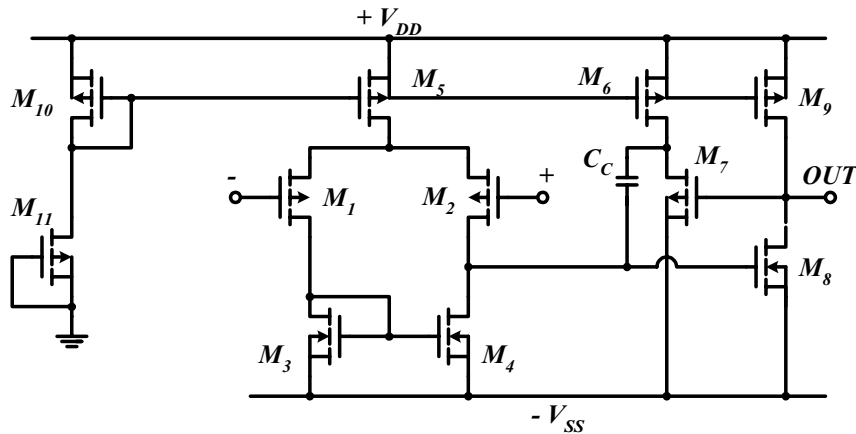 + V_DD
M_10
M_5
M_6
M_9
C_C
M_7
OUT
-
+
M_11
M_1
M_2
M_8
M_3
M_4
- V_SS